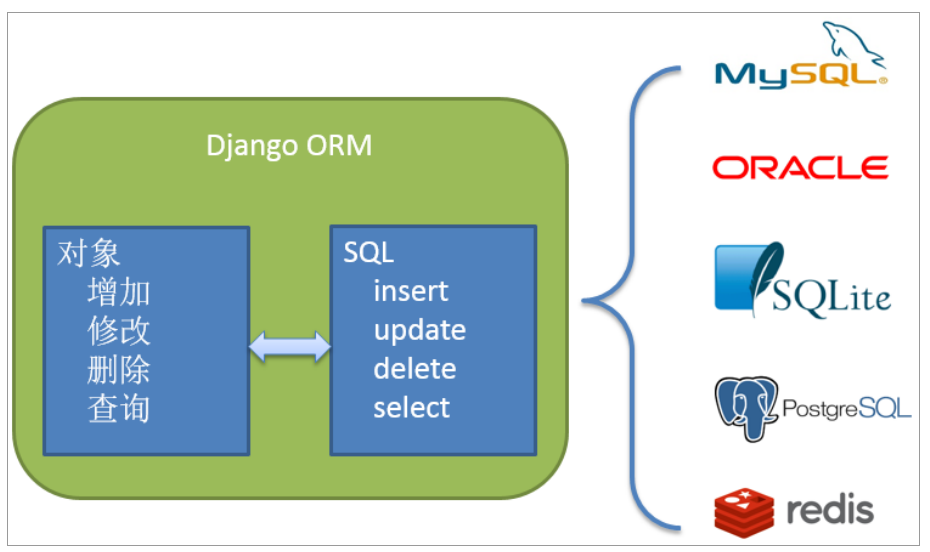 Django ORM
对象
增加
修改
删除
查询
SQL
insert
update
delete
select
MySQL®
ORACLE
SQLite
PostgreSQL
redis